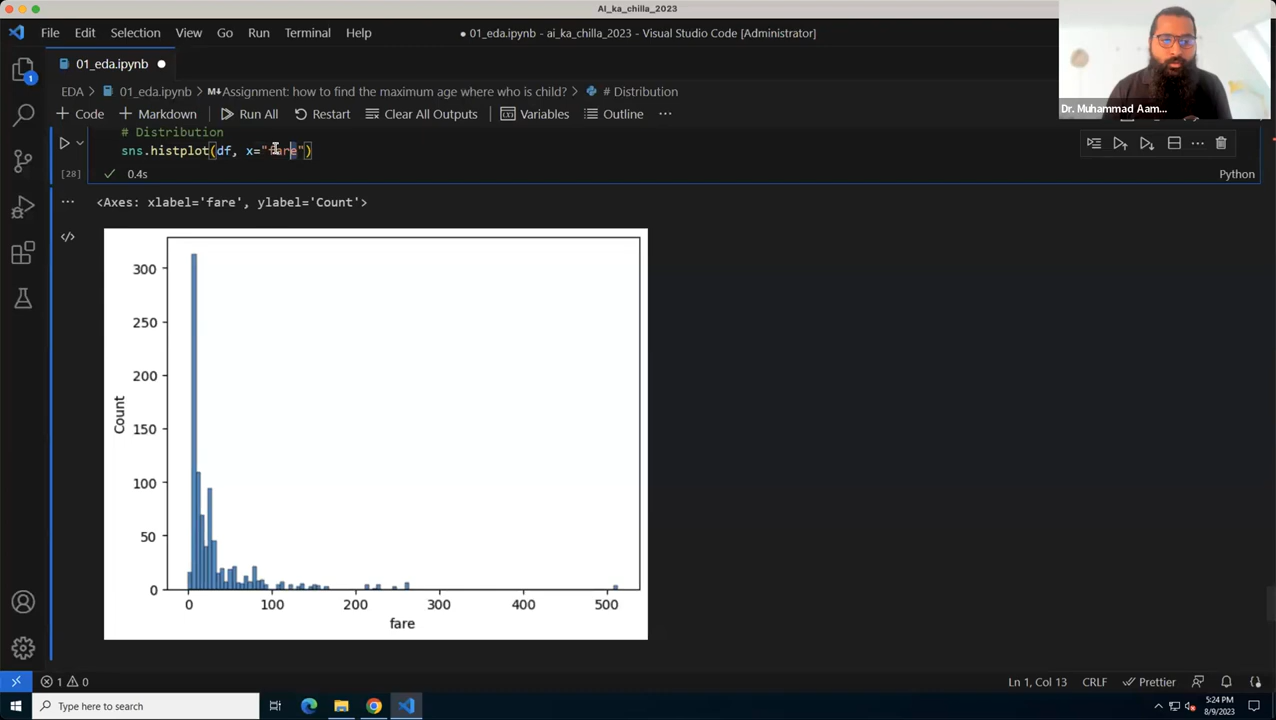 AI_ka_chilla_2023
File Edit Selection View Go Run Terminal Help
● 01_eda.ipynb - ai_ka_chilla_2023 - Visual Studio Code [Administrator]
01_eda.ipynb
EDA > 01_eda.ipynb > Assignment: how to find the maximum age where who is child? > # Distribution
+ Code + Markdown Run All Restart Clear All Outputs Variables Outline ...
Dr. Muhammad Aam...
1
# Distribution
sns.histplot(df, x="fare")
[28] 0.4s Python
<Axes: xlabel='fare', ylabel='Count'>
300
250
200
150
100
50
0
Count
0 100 200 300 400 500
fare
1 0 Ln 1, Col 13 CRLF Prettier
Type here to search
5:24 PM
8/9/2023